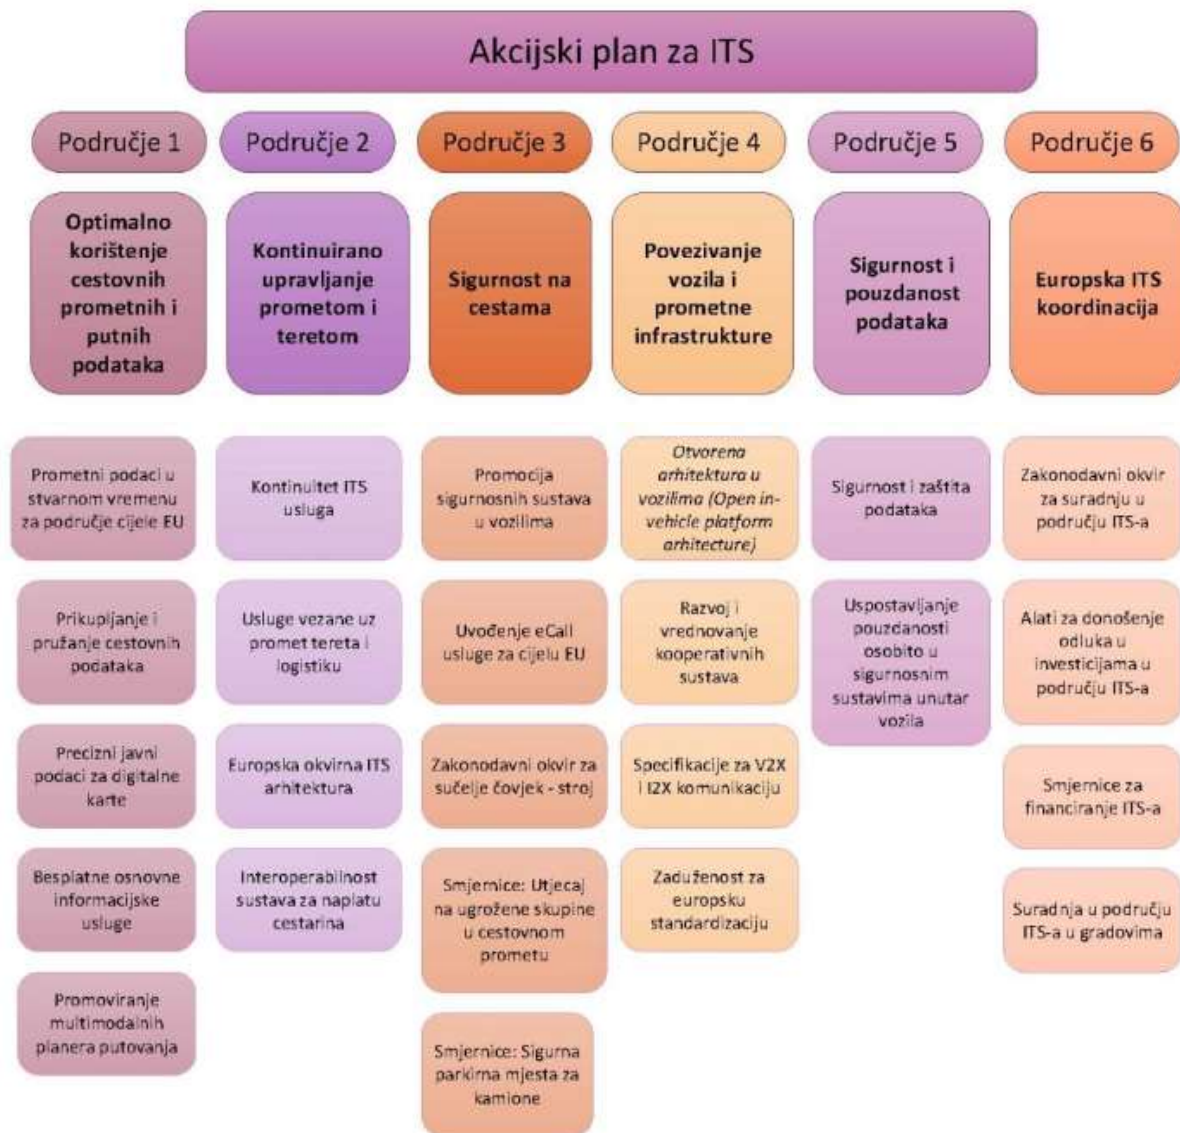 Akcijski plan za ITS
Područje 1
Područje 2
Područje 3
Područje 4
Područje 5
Područje 6
Optimalno
korištenje
cestovnih
prometnih i
putnih
podataka
Kontinuirano
upravljanje
prometom i
teretom
Sigurnost na
cestama
Povezivanje
vozila i
prometne
infrastrukture
Sigurnost i
pouzdanost
podataka
Europska ITS
koordinacija
Prometni podaci u
stvarnom vremenu
za područje cijele EU
Kontinuitet ITS
usluga
Promocija
sigurnosnih sustava
u vozilima
Otvorena
arhitektura u
vozilima (Open in-
vehicle platform
arhitecture)
Sigurnost i zaštita
podataka
Zakonodavni okvir
za suradnju u
području ITS-a
Prikupljanje i
pružanje cestovnih
podataka
Usluge vezane uz
promet tereta i
logistiku
Uvođenje eCall
usluge za cijelu EU
Razvoj i
vrednovanje
kooperativnih
sustava
Uspostavljanje
pouzdanosti
osobito u
sigurnosnim
sustavima unutar
vozila
Alati za donošenje
odluka u
investicijama u
području ITS-a
Precizni javni
podaci za digitalne
karte
Europska okvirna ITS
arhitektura
Zakonodavni okvir za
sučelje čovjek - stroj
Specifikacije za V2X
i I2X komunikaciju
Smjernice za
financiranje ITS-a
Besplatne osnovne
informacijske
usluge
Interoperabilnost
sustava za naplatu
cestarina
Smjernice: Utjecaj
na ugrožene skupine
u cestovnom
prometu
Zaduženost za
europsku
standardizaciju
Suradnja u području
ITS-a u gradovima
Promoviranje
multimodalnih
planera putovanja
Smjernice: Sigurna
parkirna mjesta za
kamione